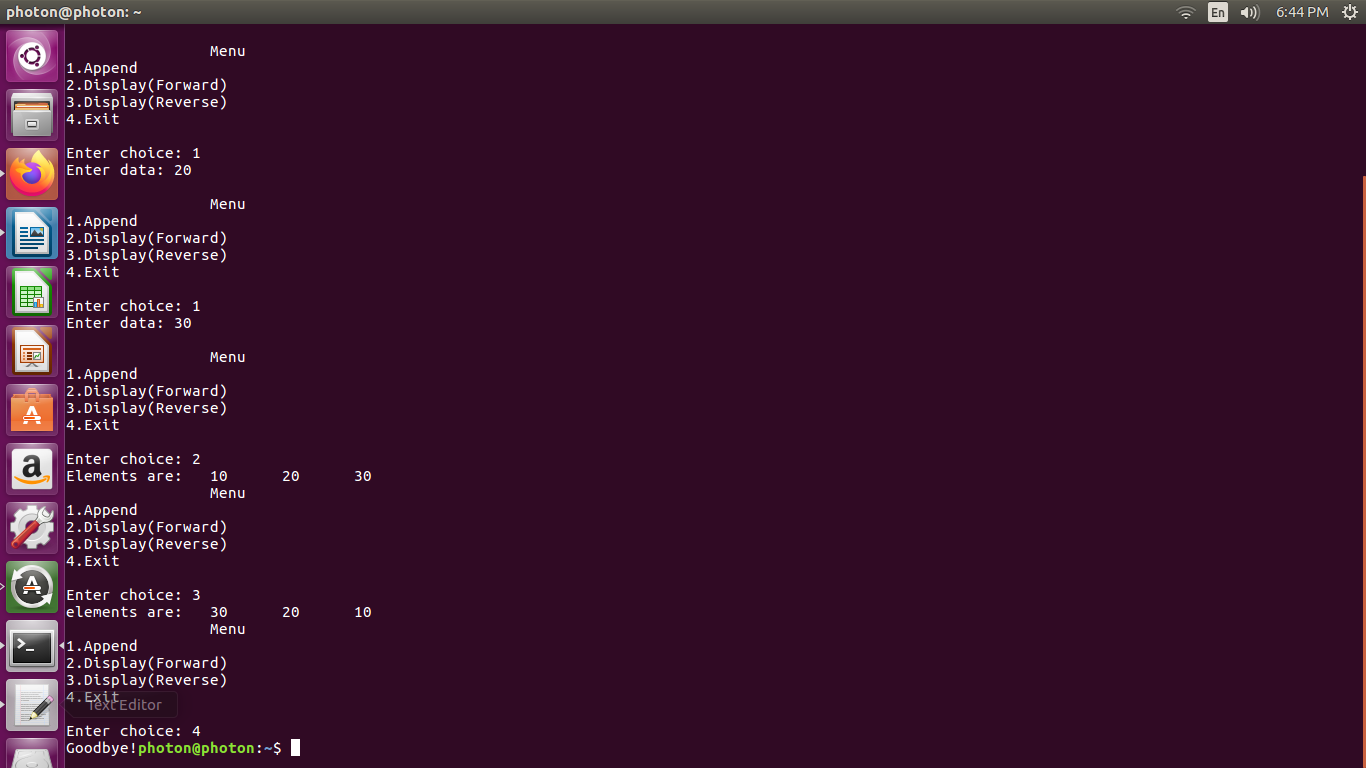 photon@photon: ~
En
6:44 PM
Menu
1.Append
2.Display(Forward)
3.Display(Reverse)
4.Exit
Enter choice: 1
Enter data: 20
Menu
1.Append
2.Display(Forward)
3.Display(Reverse)
4.Exit
Enter choice: 1
Enter data: 30
Menu
1.Append
2.Display(Forward)
3.Display(Reverse)
4.Exit
Enter choice: 2
Elements are: 10 20 30
Menu
1.Append
2.Display(Forward)
3.Display(Reverse)
4.Exit
Enter choice: 3
elements are: 30 20 10
Menu
1.Append
2.Display(Forward)
3.Display(Reverse)
4.Exit
Text Editor
Enter choice: 4
Goodbye!photon@photon:~$